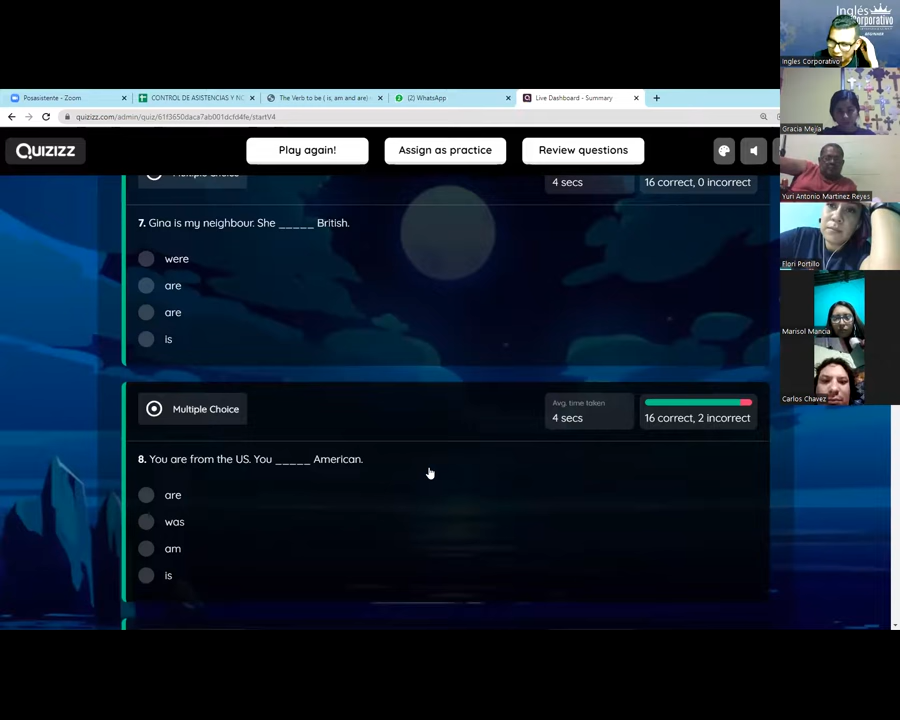 Inglés
Corporativo
Ingles Corporativo
Posasistente - Zoom
CONTROL DE ASISTENCIAS Y NO
The Verb to be ( is, am and are) -
(2) WhatsApp
Live Dashboard - Summary
quizizz.com/admin/quiz/61f3650daca7ab001dcfd4fe/startV4
Quizizz
Play again!
Assign as practice
Review questions
Gracia Mejia
Multiple Choice
4 secs
16 correct, 0 incorrect
Yuri Antonio Martinez Reyes
7. Gina is my neighbour. She _____ British.
were
are
are
is
Flori Portillo
Marisol Mancia
Carlos Chavez
Multiple Choice
Avg. time taken
4 secs
16 correct, 2 incorrect
8. You are from the US. You _____ American.
are
was
am
is